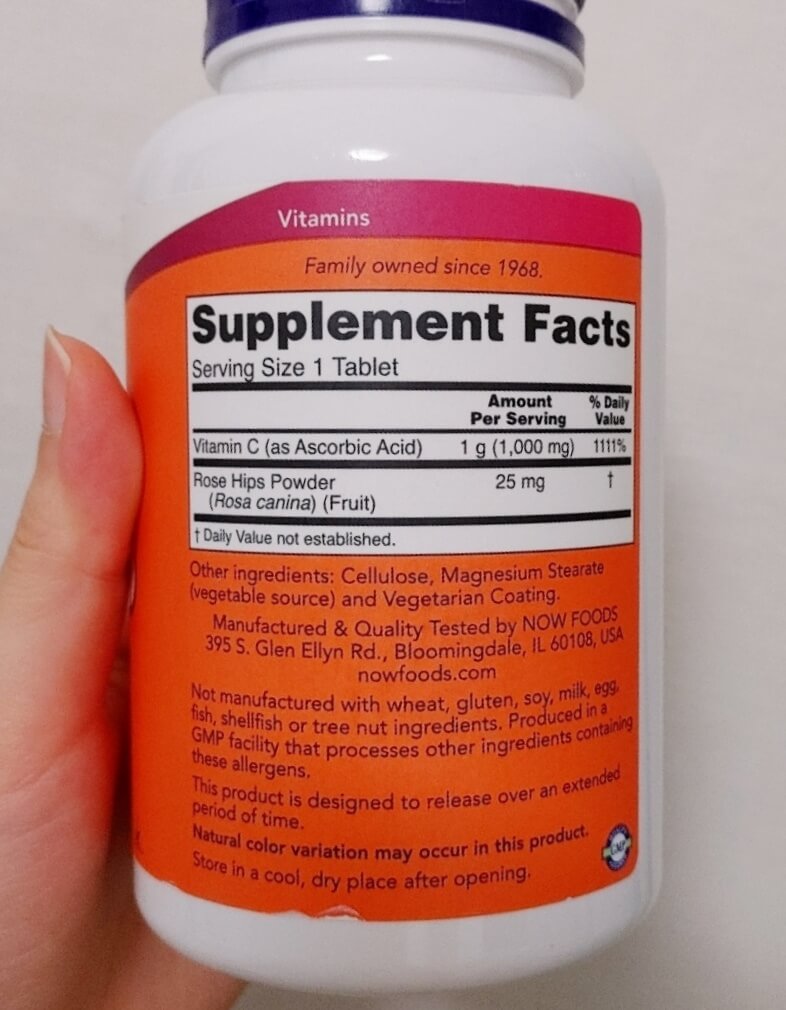 Vitamins
Family owned since 1968.
Supplement Facts
Serving Size 1 Tablet
Amount Per Serving % Daily Value
Vitamin C (as Ascorbic Acid) 1 g (1,000 mg) 1111%
Rose Hips Powder 25 mg †
(Rosa canina) (Fruit)
† Daily Value not established.
Other ingredients: Cellulose, Magnesium Stearate
(vegetable source) and Vegetarian Coating.
Manufactured & Quality Tested by NOW FOODS
395 S. Glen Ellyn Rd., Bloomingdale, IL 60108, USA
nowfoods.com
Not manufactured with wheat, gluten, soy, milk, egg,
fish, shellfish or tree nut ingredients. Produced in a
GMP facility that processes other ingredients containing
these allergens.
This product is designed to release over an extended
period of time.
Natural color variation may occur in this product.
Store in a cool, dry place after opening.
GMP